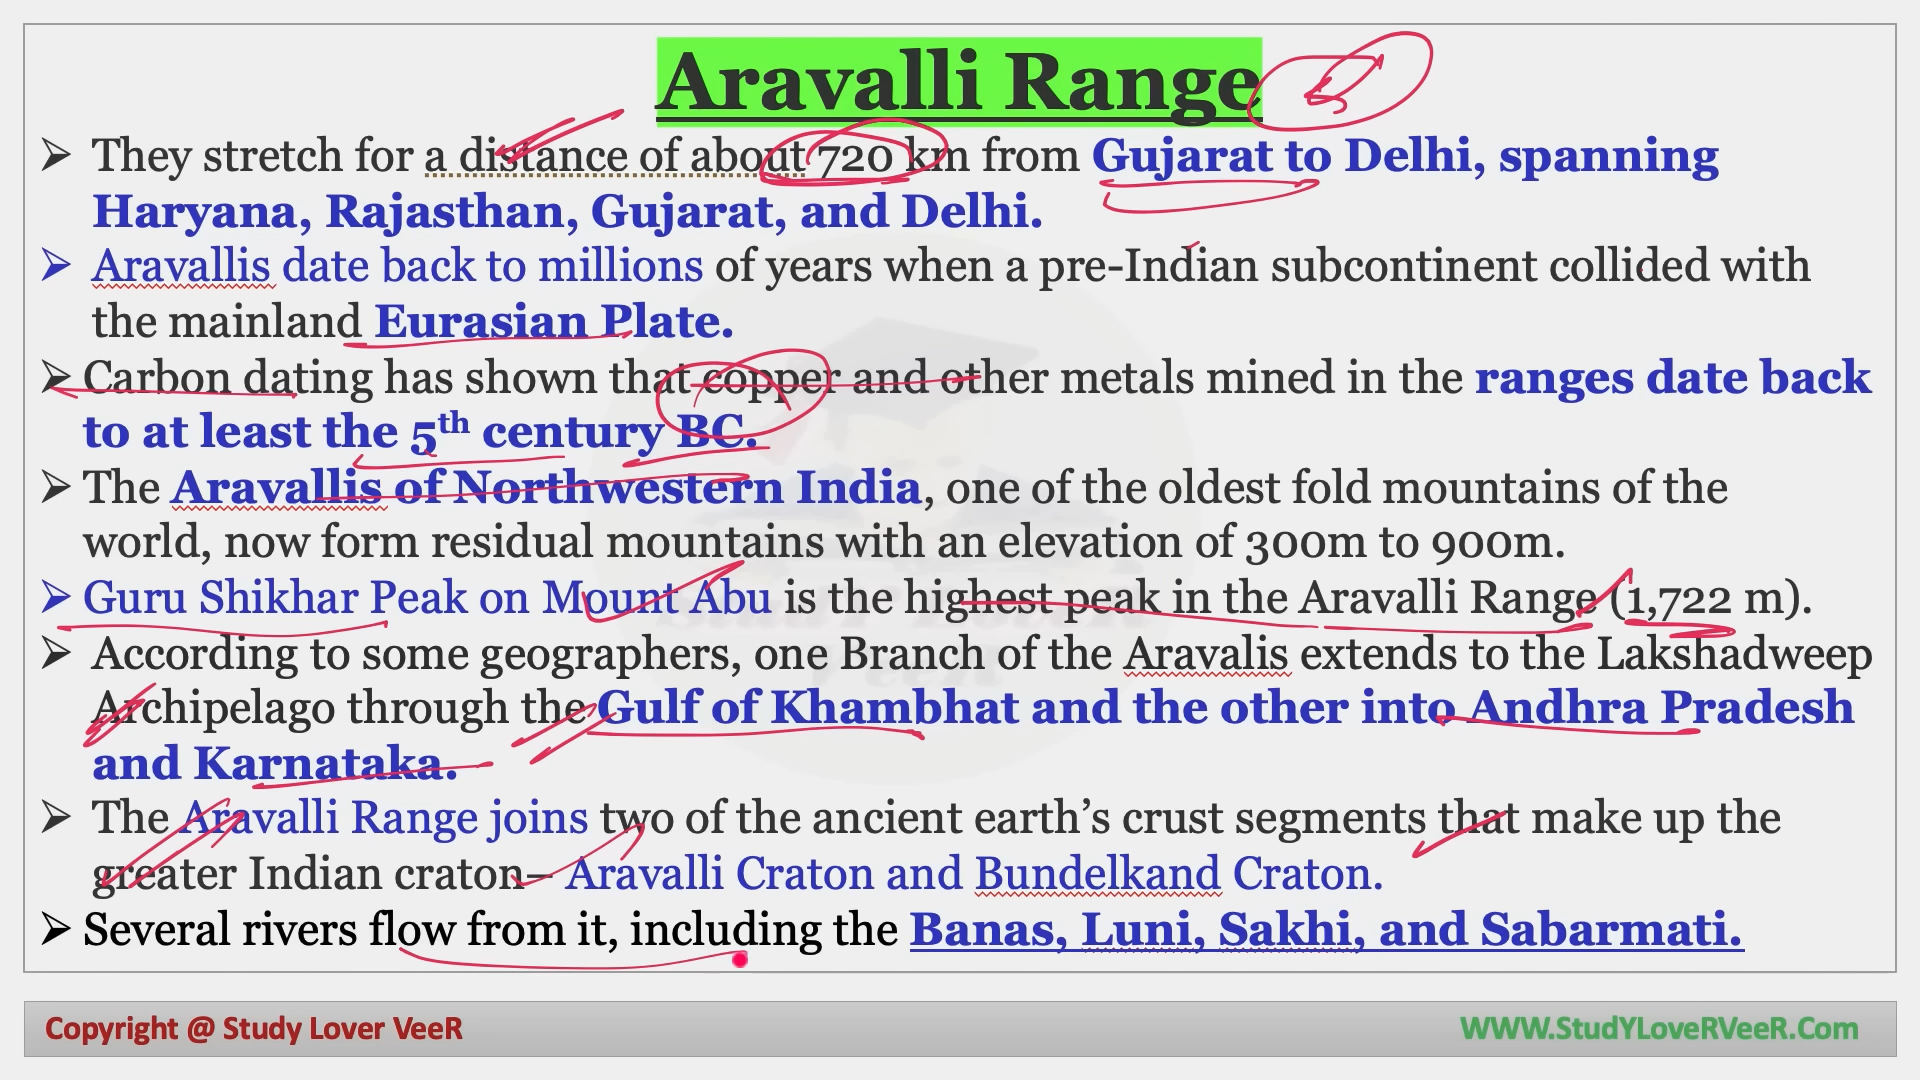 Aravalli Range
➢ They stretch for a distance of about 720 km from Gujarat to Delhi, spanning
Haryana, Rajasthan, Gujarat, and Delhi.
➢ Aravallis date back to millions of years when a pre-Indian subcontinent collided with
the mainland Eurasian Plate.
➢ Carbon dating has shown that copper and other metals mined in the ranges date back
to at least the 5th century BC.
➢ The Aravallis of Northwestern India, one of the oldest fold mountains of the
world, now form residual mountains with an elevation of 300m to 900m.
➢ Guru Shikhar Peak on Mount Abu is the highest peak in the Aravalli Range (1,722 m).
➢ According to some geographers, one Branch of the Aravalis extends to the Lakshadweep
Archipelago through the Gulf of Khambhat and the other into Andhra Pradesh
and Karnataka.
➢ The Aravalli Range joins two of the ancient earth’s crust segments that make up the
greater Indian craton– Aravalli Craton and Bundelkand Craton.
➢ Several rivers flow from it, including the Banas, Luni, Sakhi, and Sabarmati.
Copyright @ Study Lover VeeR
WWW.StudYLoveRVeeR.Com